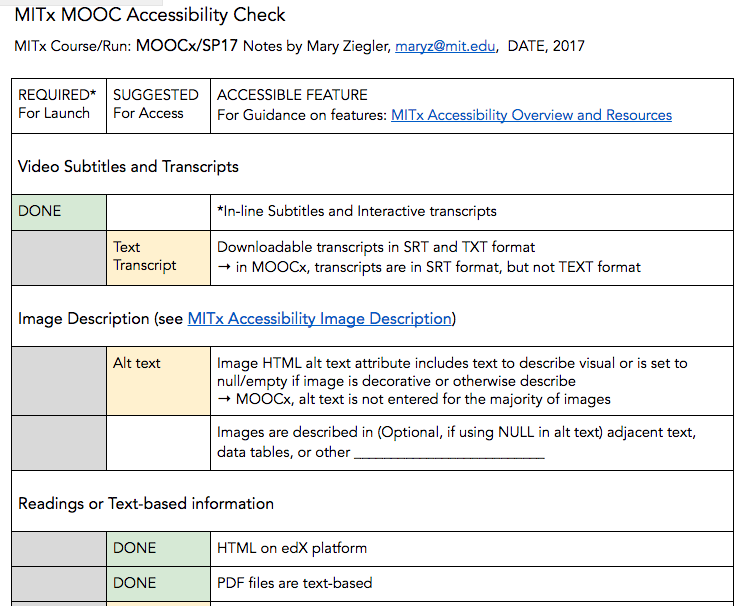 MITx MOOC Accessibility Check
MITx Course/Run: MOOCx/SP17 Notes by Mary Ziegler, maryz@mit.edu, DATE, 2017
REQUIRED*
For Launch
SUGGESTED
For Access
ACCESSIBLE FEATURE
For Guidance on features: MITx Accessibility Overview and Resources
Video Subtitles and Transcripts
DONE
*In-line Subtitles and Interactive transcripts
Text
Transcript
Downloadable transcripts in SRT and TXT format
→ in MOOCx, transcripts are in SRT format, but not TEXT format
Image Description (see MITx Accessibility Image Description)
Alt text
Image HTML alt text attribute includes text to describe visual or is set to
null/empty if image is decorative or otherwise describe
→ MOOCx, alt text is not entered for the majority of images
Images are described in (Optional, if using NULL in alt text) adjacent text,
data tables, or other ___________________________
Readings or Text-based information
DONE
HTML on edX platform
DONE
PDF files are text-based